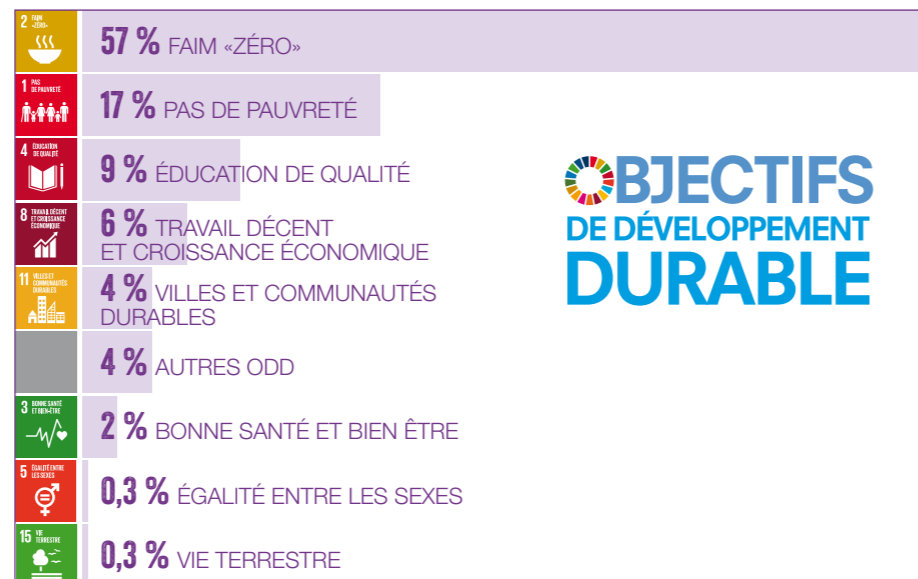 2 FAIM
«ZÉRO»
57 % FAIM «ZÉRO»
1 PAS
DE PAUVRETÉ
17 % PAS DE PAUVRETÉ
4 ÉDUCATION
DE QUALITÉ
9 % ÉDUCATION DE QUALITÉ
8 TRAVAIL DÉCENT
ET CROISSANCE
ÉCONOMIQUE
6 % TRAVAIL DÉCENT
ET CROISSANCE ÉCONOMIQUE
11 VILLES ET
COMMUNAUTÉS
DURABLES
4 % VILLES ET COMMUNAUTÉS
DURABLES
4 % AUTRES ODD
3 BONNE SANTÉ
ET BIEN-ÊTRE
2 % BONNE SANTÉ ET BIEN ÊTRE
5 ÉGALITÉ ENTRE
LES SEXES
0,3 % ÉGALITÉ ENTRE LES SEXES
15 VIE
TERRESTRE
0,3 % VIE TERRESTRE
OBJECTIFS
DE DÉVELOPPEMENT
DURABLE